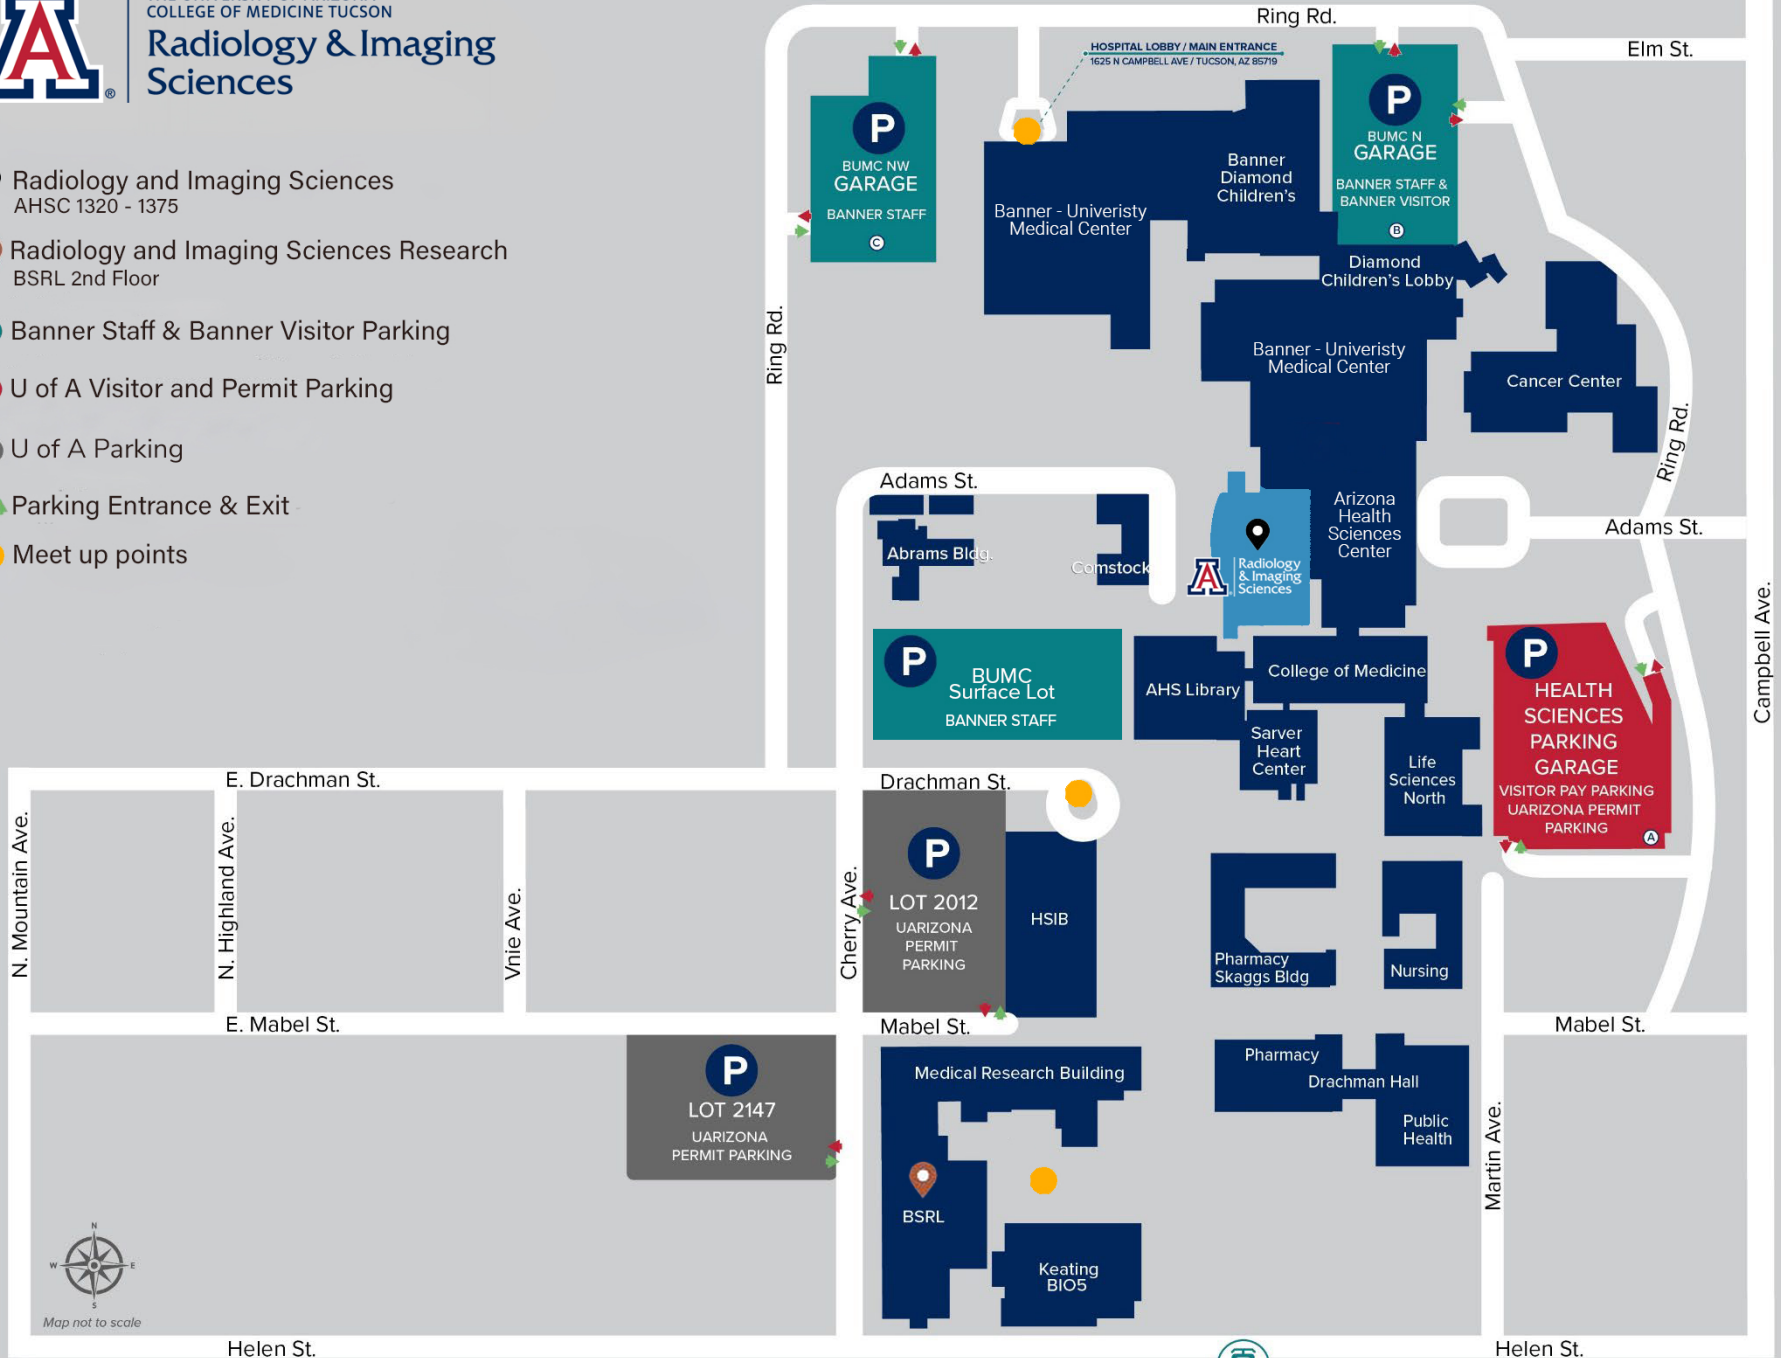 COLLEGE OF MEDICINE TUCSON
Radiology & Imaging
Sciences
®
Radiology and Imaging Sciences
AHSC 1320 - 1375
Radiology and Imaging Sciences Research
BSRL 2nd Floor
Banner Staff & Banner Visitor Parking
U of A Visitor and Permit Parking
U of A Parking
Parking Entrance & Exit
Meet up points
Ring Rd.
Elm St.
HOSPITAL LOBBY / MAIN ENTRANCE
1625 N CAMPBELL AVE / TUCSON, AZ 85719
P
BUMC NW
GARAGE
BANNER STAFF
C
P
BUMC N
GARAGE
BANNER STAFF &
BANNER VISITOR
B
Banner
Diamond
Children's
Banner - Univeristy
Medical Center
Diamond
Children's Lobby
Ring Rd.
Banner - Univeristy
Medical Center
Cancer Center
Ring Rd.
Adams St.
Abrams Bldg.
Comstock
Arizona
Health
Sciences
Center
A
Radiology
& Imaging
Sciences
Adams St.
Campbell Ave.
P
BUMC
Surface Lot
BANNER STAFF
AHS Library
College of Medicine
Sarver
Heart
Center
Life
Sciences
North
P
HEALTH
SCIENCES
PARKING
GARAGE
VISITOR PAY PARKING
UARIZONA PERMIT
PARKING
A
E. Drachman St.
Drachman St.
N. Mountain Ave.
N. Highland Ave.
Vnie Ave.
Cherry Ave.
P
LOT 2012
UARIZONA
PERMIT
PARKING
HSIB
Pharmacy
Skaggs Bldg
Nursing
E. Mabel St.
Mabel St.
Mabel St.
P
LOT 2147
UARIZONA
PERMIT PARKING
Medical Research Building
Pharmacy
Drachman Hall
Public
Health
Martin Ave.
BSRL
Keating
BIO5
N
W
E
S
Map not to scale
Helen St.
Helen St.